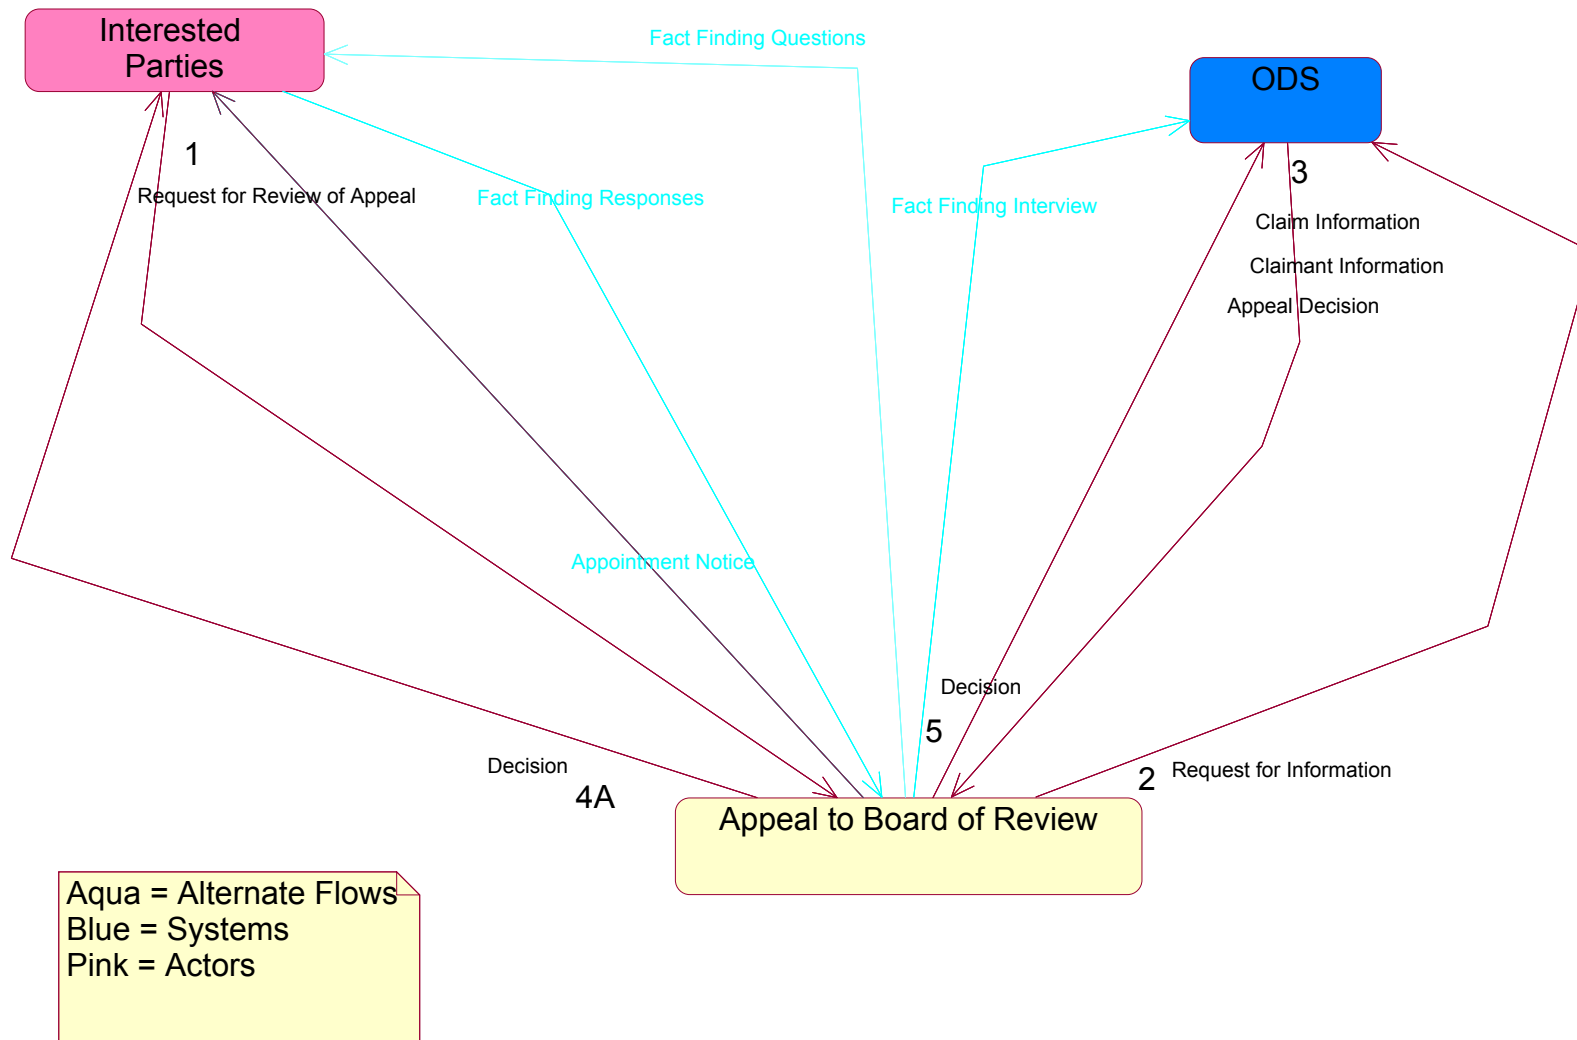 Interested
Parties
Fact Finding Questions
ODS
1
Request for Review of Appeal
Fact Finding Responses
Fact Finding Interview
3
Claim Information
Claimant Information
Appeal Decision
Appointment Notice
Decision
5
Decision
4A
2
Request for Information
Appeal to Board of Review
Aqua = Alternate Flows
Blue = Systems
Pink = Actors